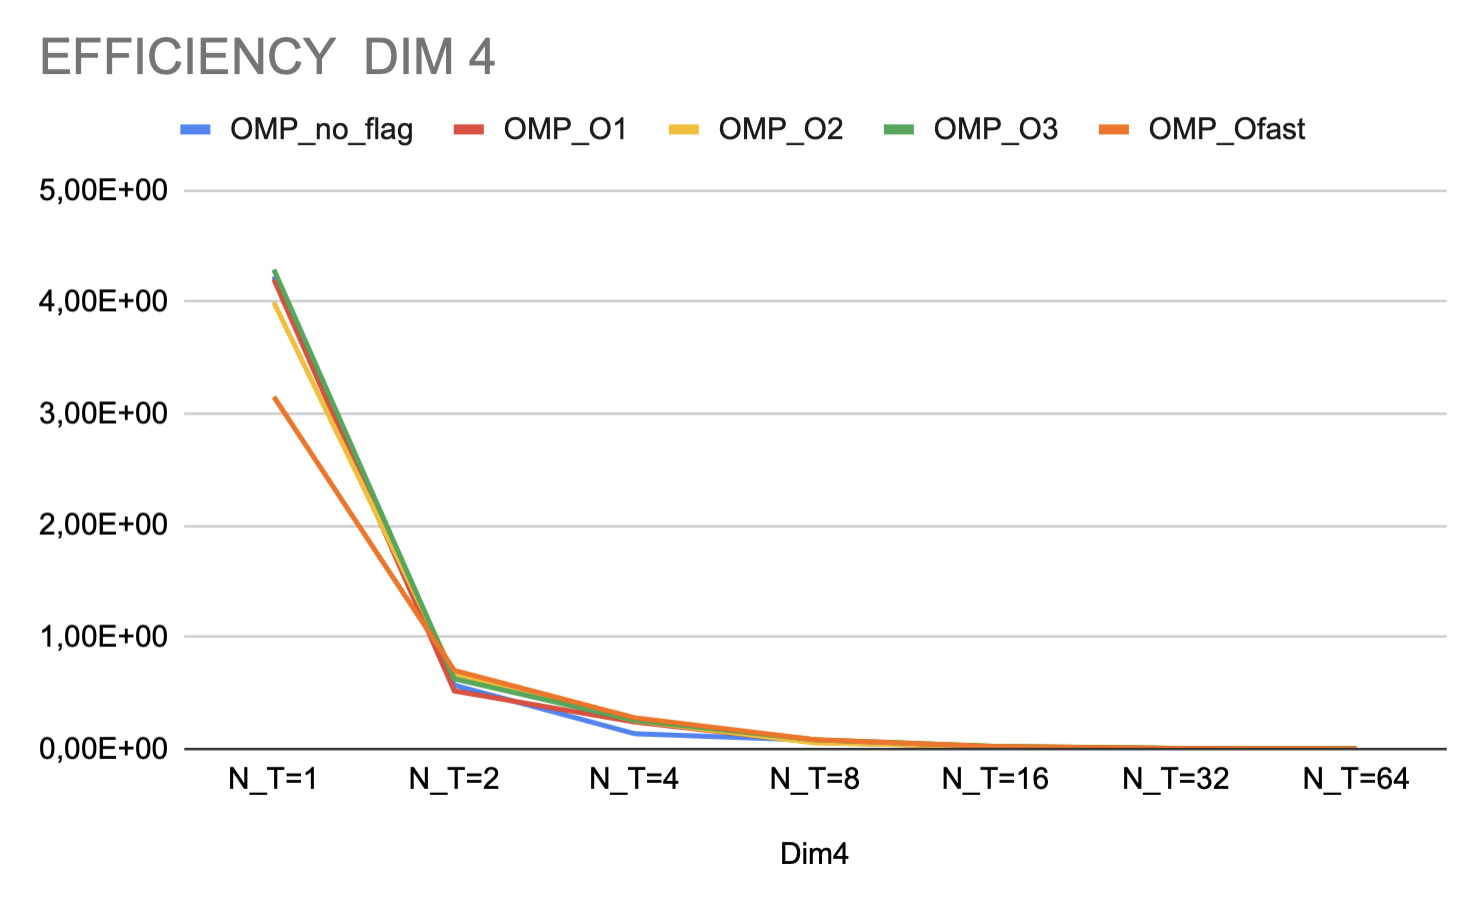 EFFICIENCY  DIM 4
OMP_no_flag OMP_O1 OMP_O2 OMP_O3 OMP_Ofast
5,00E+00
4,00E+00
3,00E+00
2,00E+00
1,00E+00
0,00E+00
N_T=1 N_T=2 N_T=4 N_T=8 N_T=16 N_T=32 N_T=64
Dim4